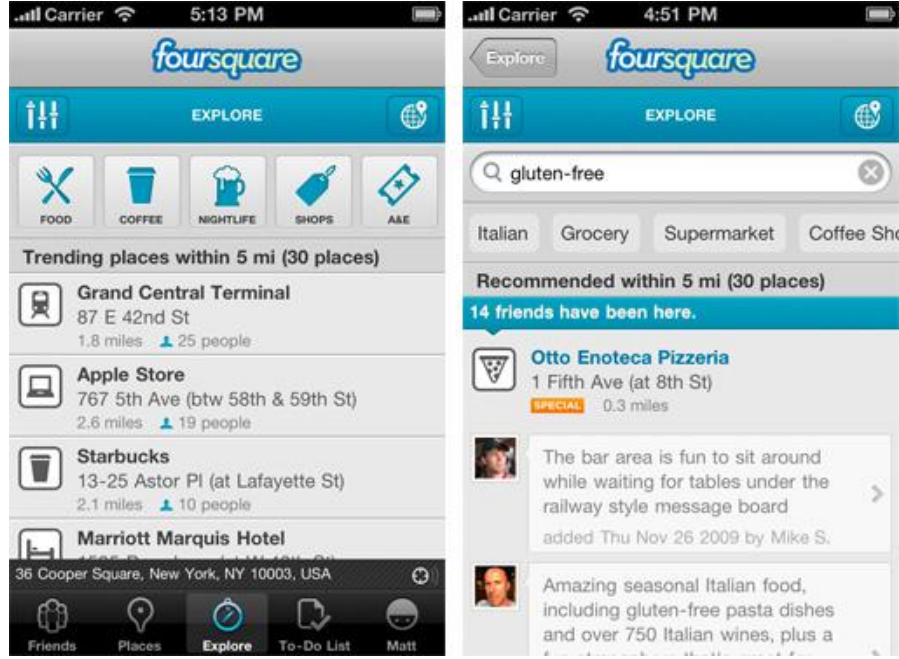 Carrier 5:13 PM
foursquare
EXPLORE
FOOD COFFEE NIGHTLIFE SHOPS A&E
Trending places within 5 mi (30 places)
Grand Central Terminal
87 E 42nd St
1.8 miles 25 people
Apple Store
767 5th Ave (btw 58th & 59th St)
2.6 miles 19 people
Starbucks
13-25 Astor Pl (at Lafayette St)
2.1 miles 10 people
Marriott Marquis Hotel
36 Cooper Square, New York, NY 10003, USA
Friends Places Explore To-Do List Matt
Carrier 4:51 PM
Explore foursquare
EXPLORE
gluten-free
Italian Grocery Supermarket Coffee Sho
Recommended within 5 mi (30 places)
14 friends have been here.
Otto Enoteca Pizzeria
1 Fifth Ave (at 8th St)
SPECIAL 0.3 miles
The bar area is fun to sit around
while waiting for tables under the
railway style message board
added Thu Nov 26 2009 by Mike S.
Amazing seasonal Italian food,
including gluten-free pasta dishes
and over 750 Italian wines, plus a